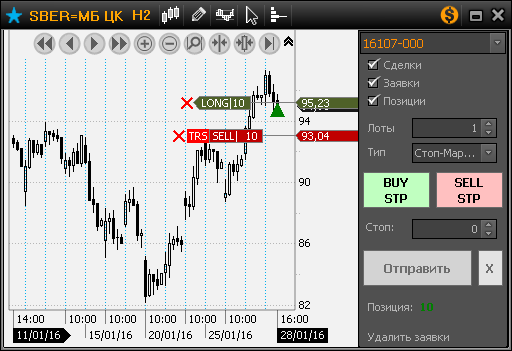 SBER=МБ ЦК H2
16107-000
Сделки
Заявки
Позиции
LONG|10
95,23
94
TRS SELL| 10
93,04
90
86
82
Лоты 1
Тип Стоп-Мар...
BUY STP
SELL STP
Стоп: 0
Отправить X
Позиция: 10
Удалить заявки
14:00 10:00 10:00 10:00 16:00
11/01/16 15/01/16 20/01/16 25/01/16 28/01/16